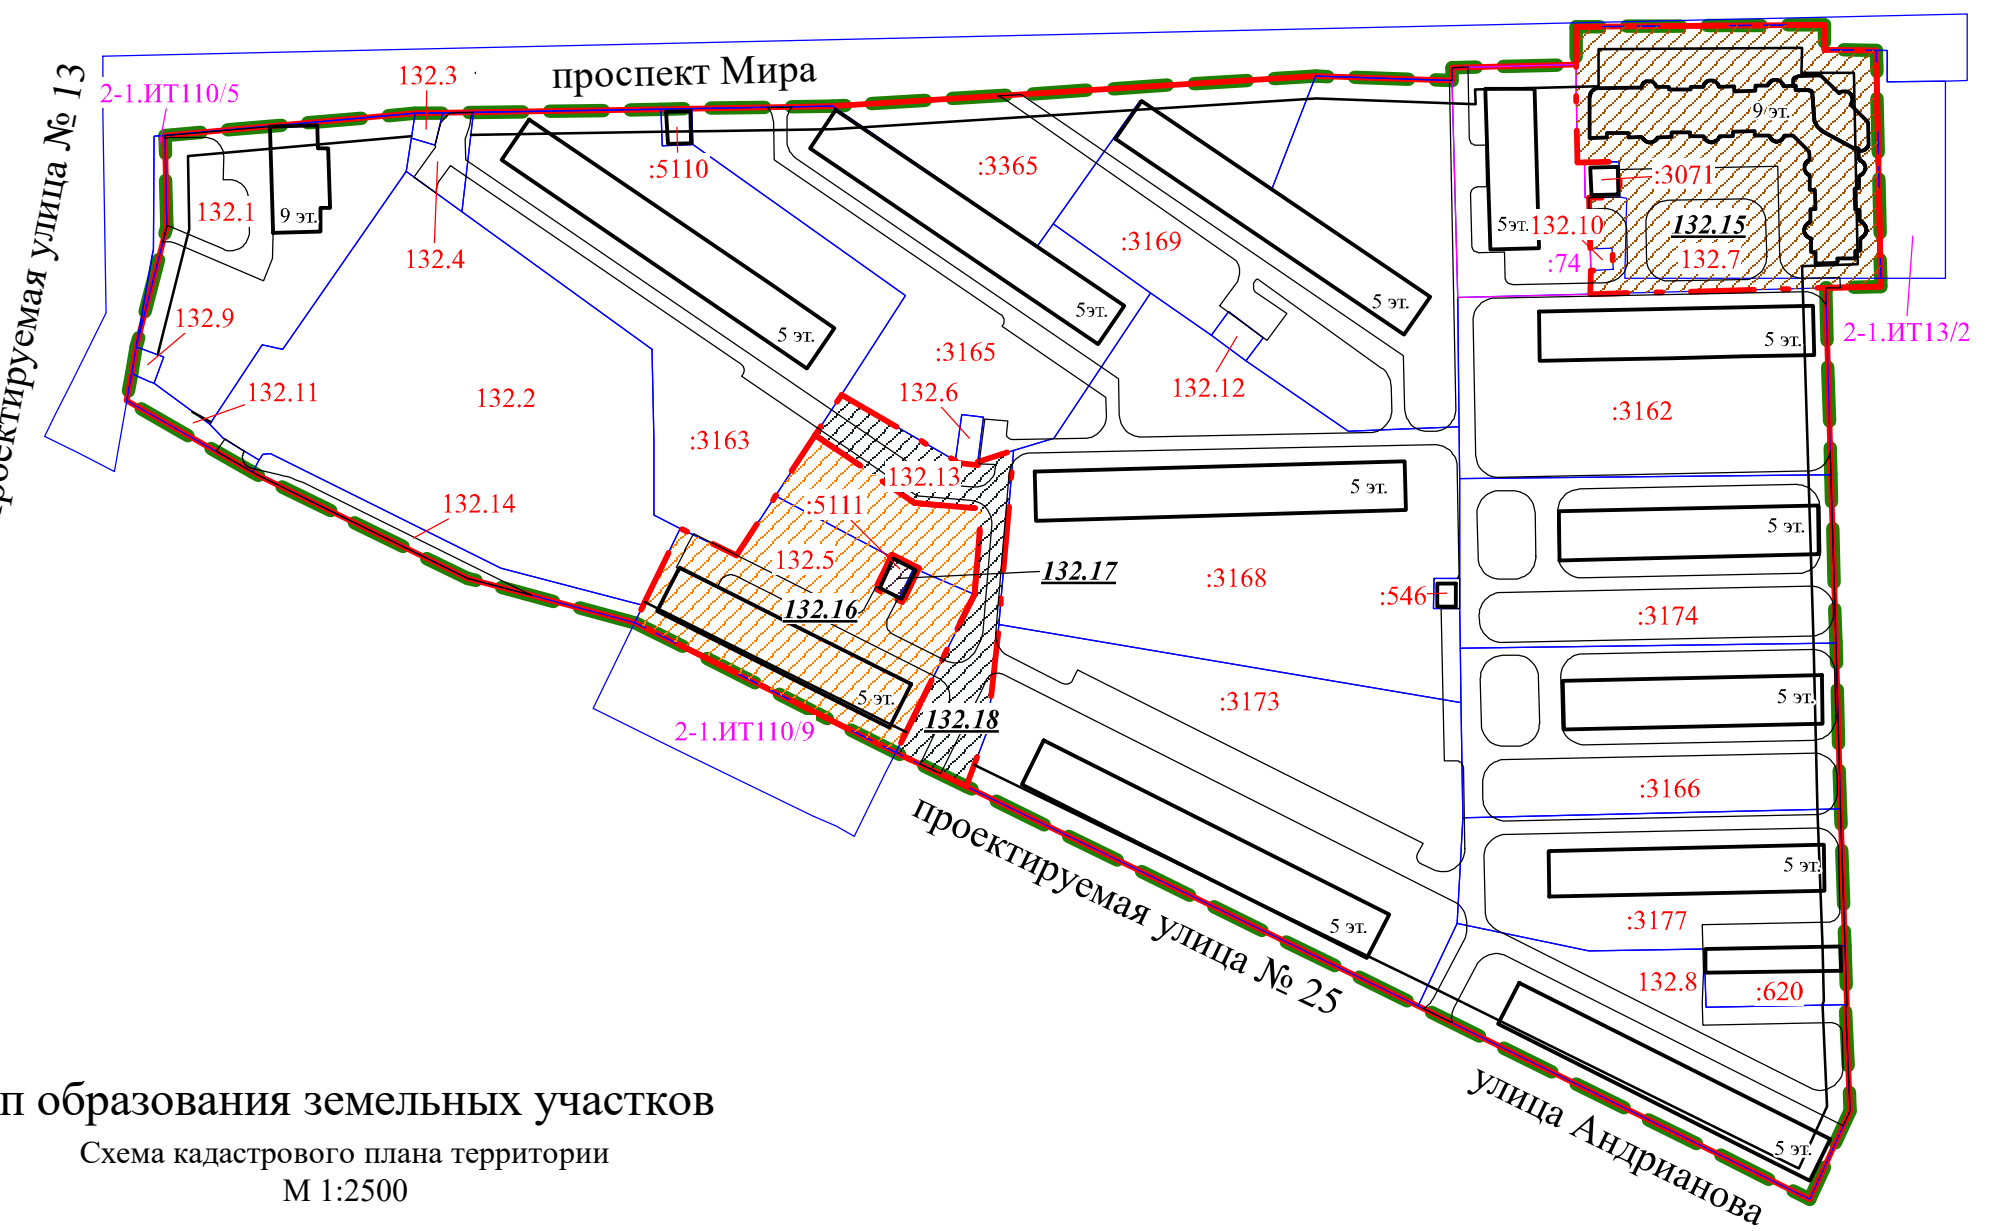 проспект Мира
132.3
2-1.ИТ110/5
улица № 13
9 эт.
:5110
:3365
:3071
132.1
9 эт.
5эт.
132.10
132.15
:3169
132.4
:74
132.7
132.9
5 эт.
5эт.
5 эт.
2-1.ИТ13/2
5 эт.
:3165
132.11
132.2
132.6
132.12
:3162
:3163
132.13
5 эт.
132.14
:5111
5 эт.
132.5
132.17
:3168
:546
132.16
:3174
5 эт.
:3173
5 эт.
132.18
2-1.ИТ110/9
:3166
проектируемая улица № 25
5 эт.
:3177
5 эт.
132.8
:620
улица Андрианова
5 эт.
образования земельных участков
Схема кадастрового плана территории
М 1:2500